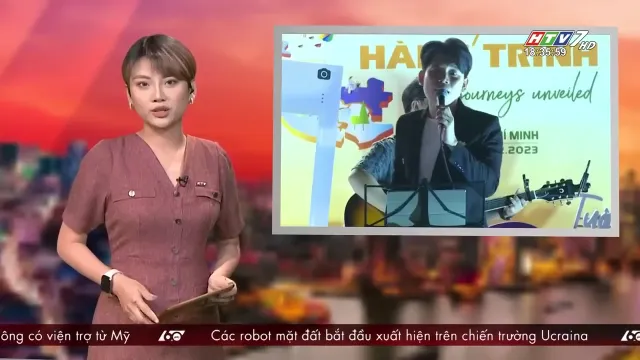 HTV7 HD
18:35:59
HÀNH TRÌNH
Journeys unveiled
HTV
ông có viện trợ từ Mỹ
Các robot mặt đất bắt đầu xuất hiện trên chiến trường Ucraina